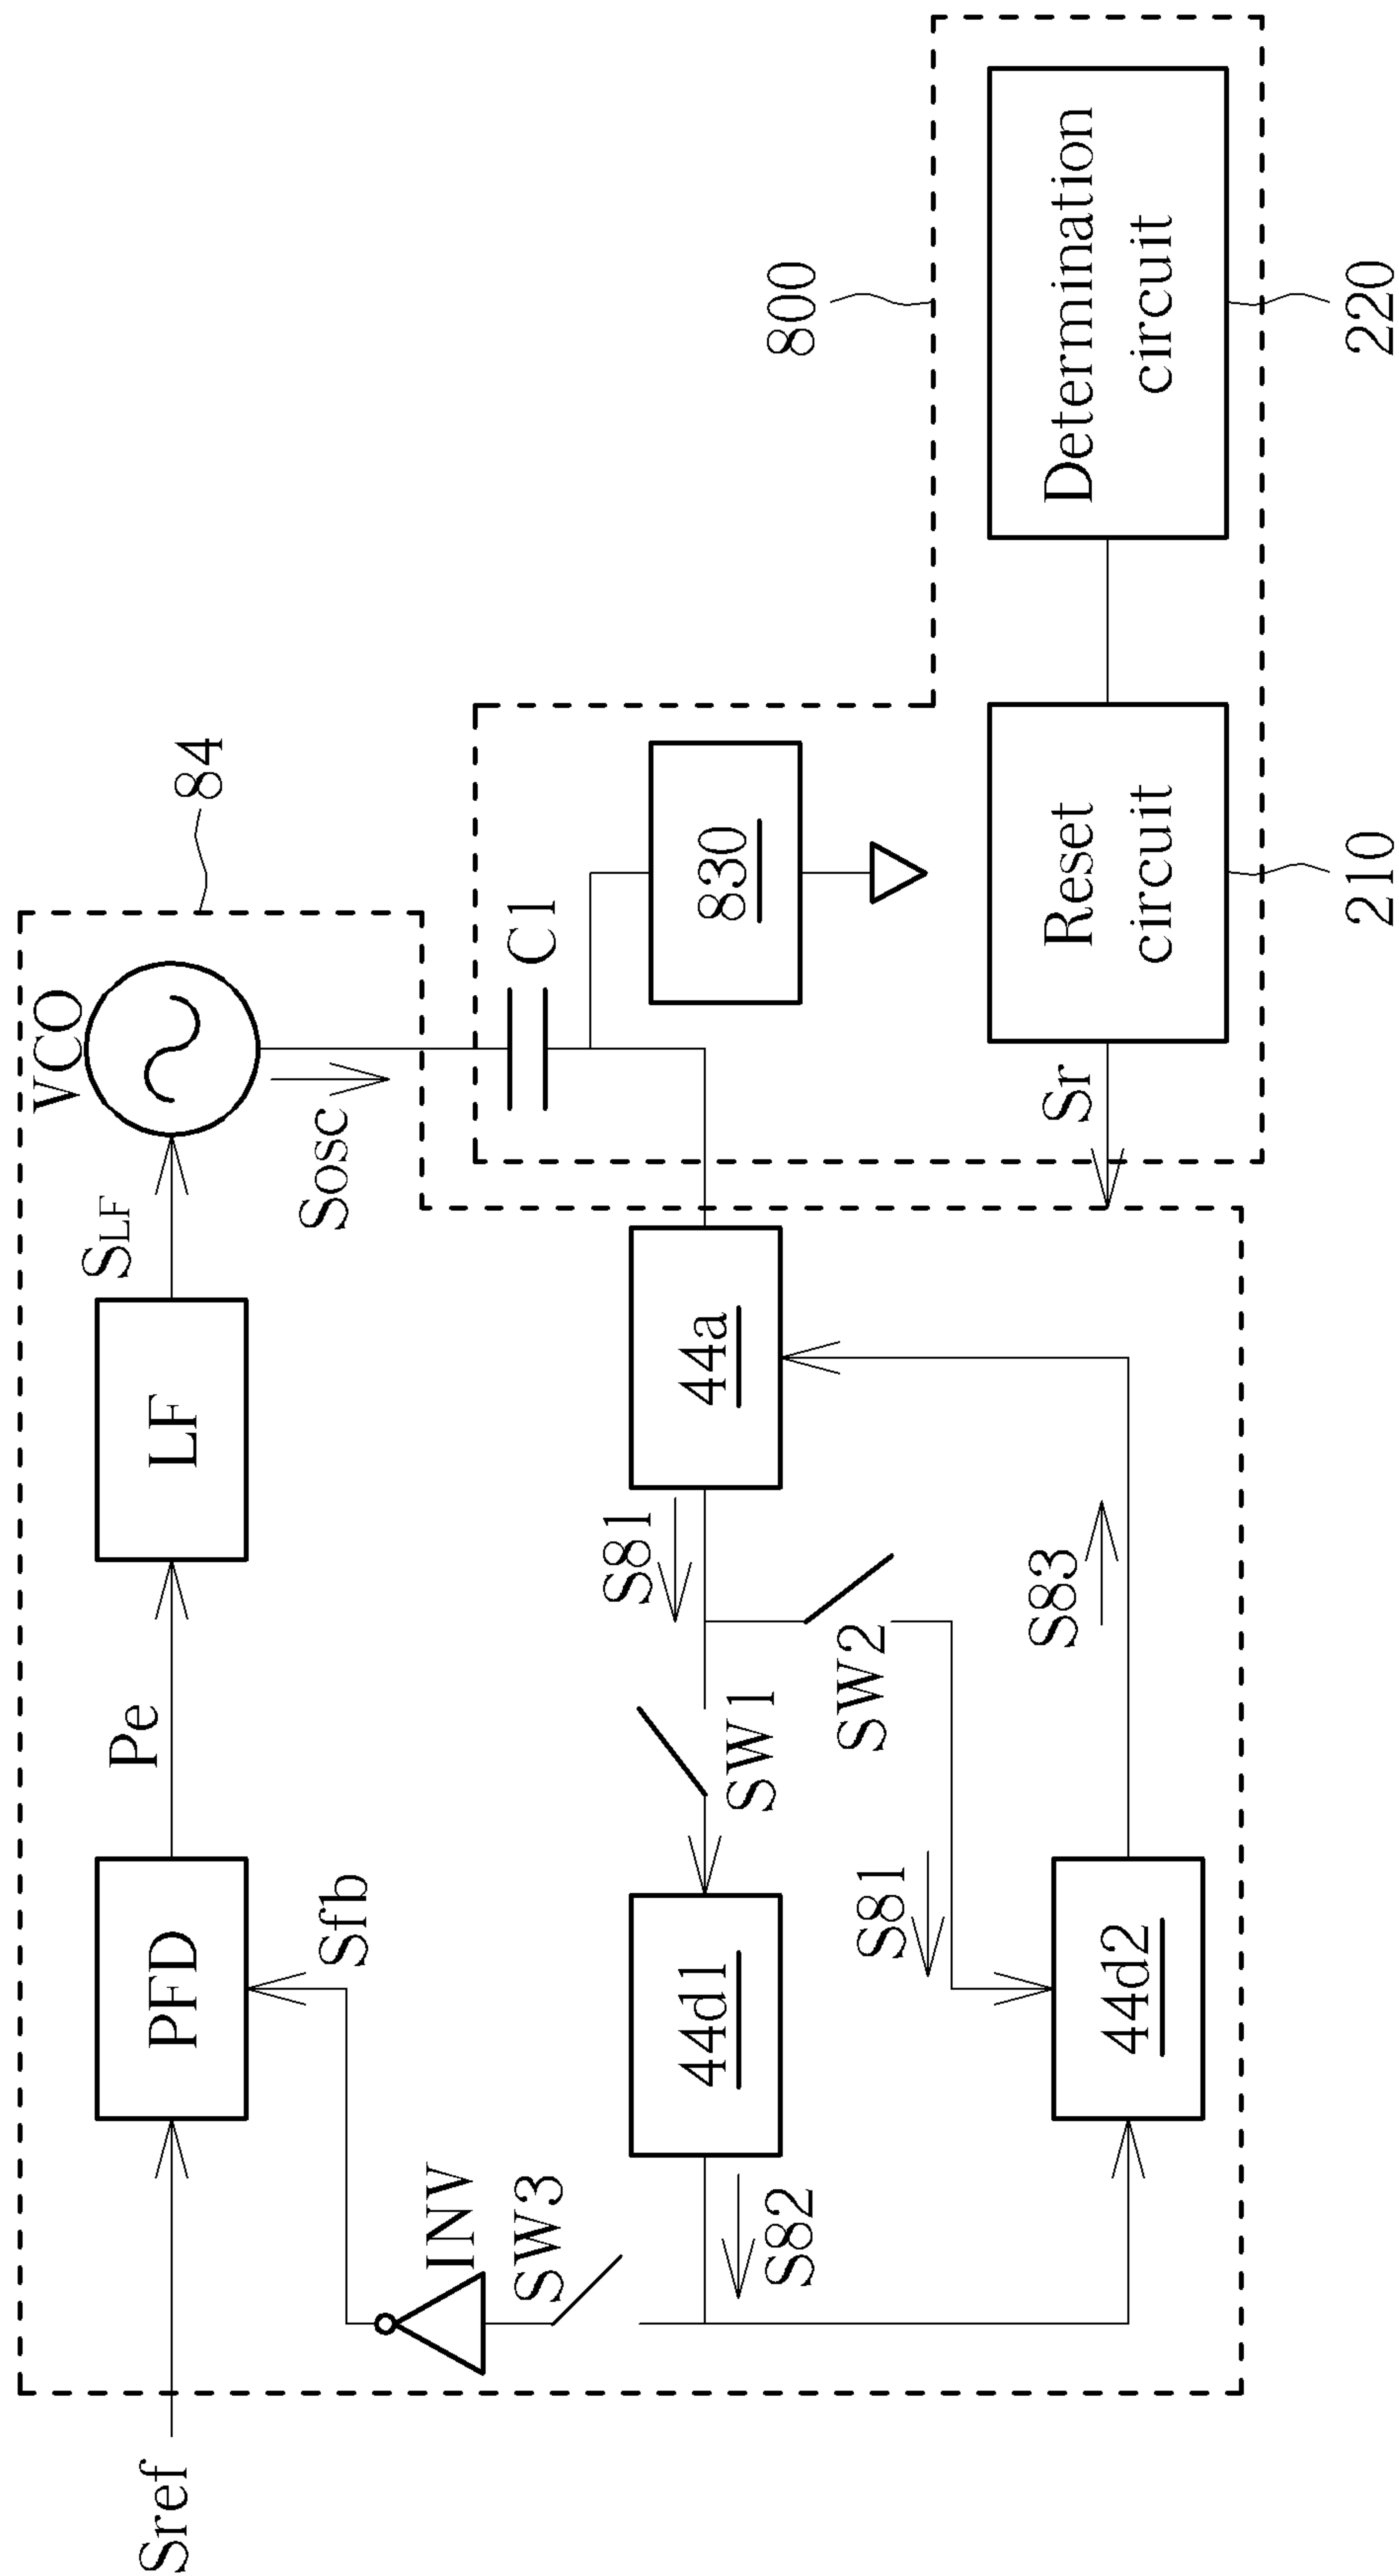 Sref
PFD
Pe
LF
SLF
VCO
84
Sfb
Sosc
INV
SW3
C1
44d1
S82
SW1
S81
44a
830
800
SW2
S81
44d2
S83
Sr
Reset
circuit
210
Determination
circuit
220